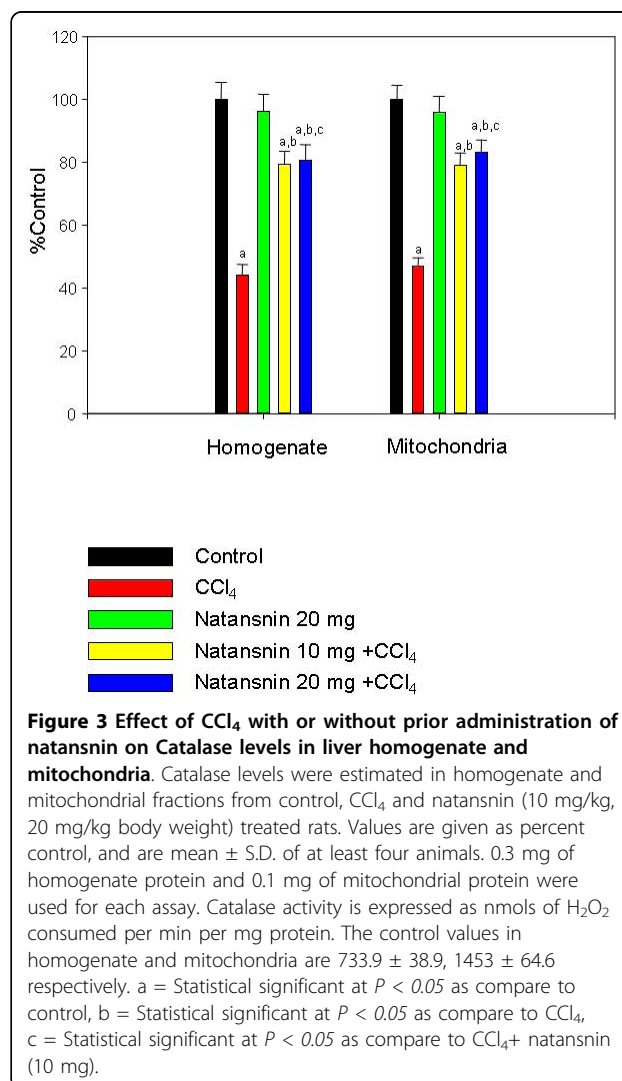 120
100
80
60
40
20
0
%Control
a
a,b
a,b,c
a
a,b
a,b,c
Homogenate
Mitochondria
Control
CCl₄
Natansnin 20 mg
Natansnin 10 mg +CCl₄
Natansnin 20 mg +CCl₄
Figure 3 Effect of CCl₄ with or without prior administration of
natansnin on Catalase levels in liver homogenate and
mitochondria. Catalase levels were estimated in homogenate and
mitochondrial fractions from control, CCl₄ and natansnin (10 mg/kg,
20 mg/kg body weight) treated rats. Values are given as percent
control, and are mean ± S.D. of at least four animals. 0.3 mg of
homogenate protein and 0.1 mg of mitochondrial protein were
used for each assay. Catalase activity is expressed as nmols of H₂O₂
consumed per min per mg protein. The control values in
homogenate and mitochondria are 733.9 ± 38.9, 1453 ± 64.6
respectively. a = Statistical significant at P < 0.05 as compare to
control, b = Statistical significant at P < 0.05 as compare to CCl₄,
c = Statistical significant at P < 0.05 as compare to CCl₄+ natansnin
(10 mg).